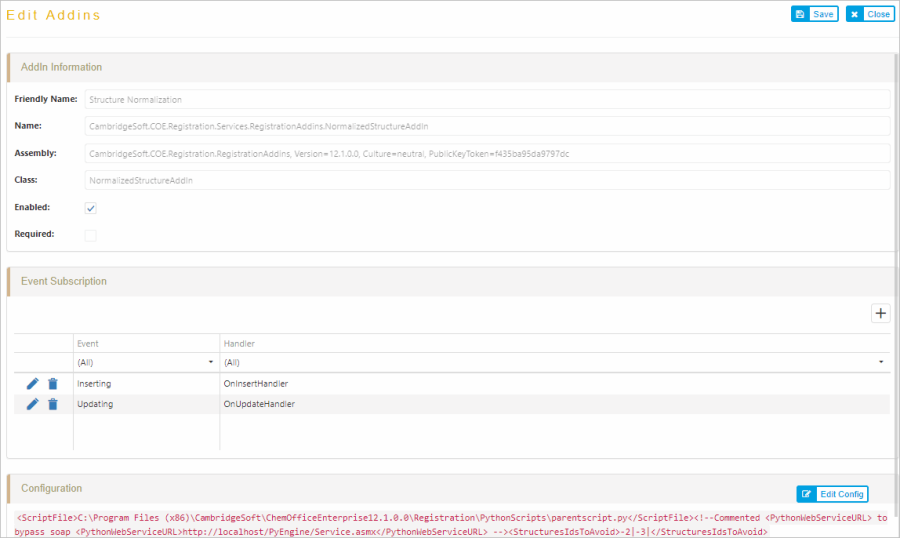 Edit Addins
Save
Close
AddIn Information
Friendly Name: Structure Normalization
Name: CambridgeSoft.COE.Registration.Services.RegistrationAddins.NormalizedStructureAddIn
Assembly: CambridgeSoft.COE.Registration.RegistrationAddins, Version=12.1.0.0, Culture=neutral, PublicKeyToken=f435ba95da9797dc
Class: NormalizedStructureAddIn
Enabled:
Required:
Event Subscription
Event Handler
(All) (All)
Inserting OnInsertHandler
Updating OnUpdateHandler
Configuration
Edit Config
<ScriptFile>C:\Program Files (x86)\CambridgeSoft\ChemOfficeEnterprise12.1.0.0\Registration\PythonScripts\parentscript.py</ScriptFile><!--Commented <PythonWebServiceURL> to
bypass soap <PythonWebServiceURL>http://localhost/PyEngine/Service.asmx</PythonWebServiceURL> --><StructuresIdsToAvoid>-2|-3|</StructuresIdsToAvoid>